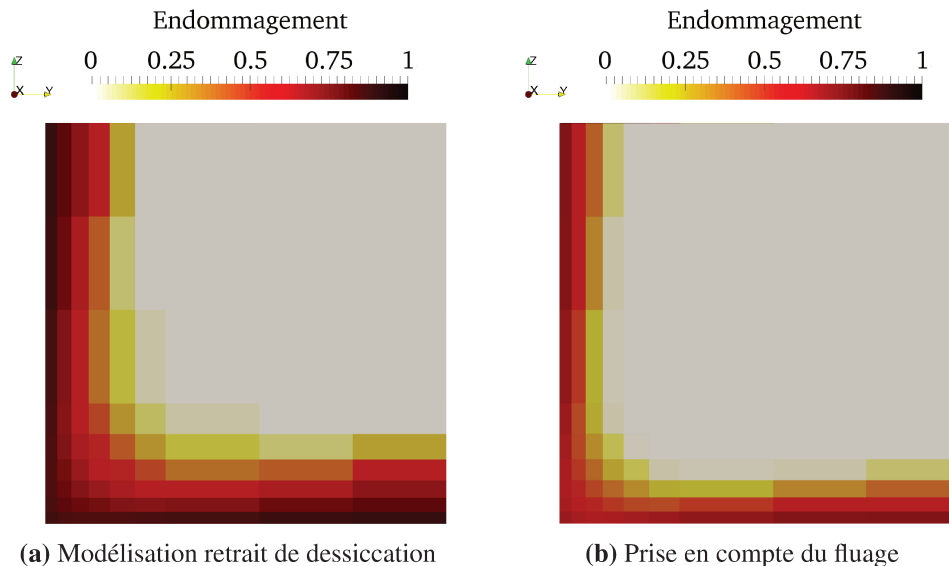 Endommagement
0 0.25 0.5 0.75 1
Z
X Y
(a) Modélisation retrait de dessiccation
Endommagement
0 0.25 0.5 0.75 1
Z
X Y
(b) Prise en compte du fluage